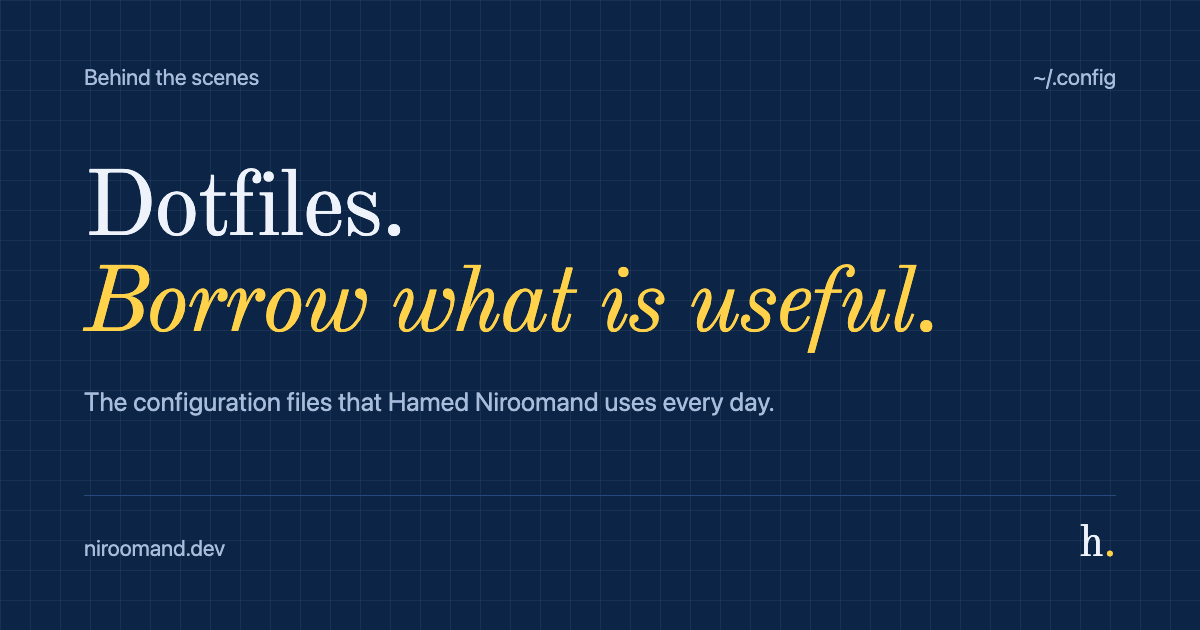 Behind the scenes
~/.config
Dotfiles.
Borrow what is useful.
The configuration files that Hamed Niroomand uses every day.
niroomand.dev
h.